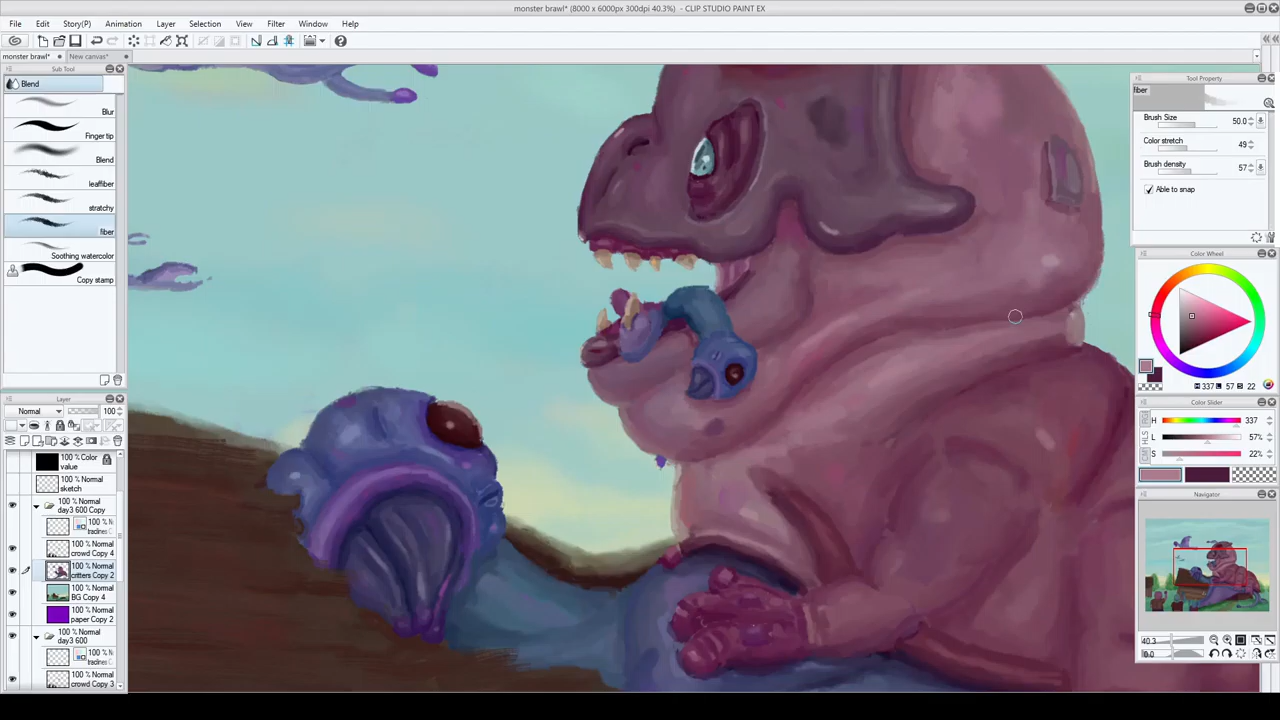 monster brawl* (8000 x 6000px 300dpi 40.3%) - CLIP STUDIO PAINT EX
File Edit Story(P) Animation Layer Selection View Filter Window Help
monster brawl* New canvas*
Sub Tool
Blend
Blur
Finger tip
Blend
leaffiber
stratchy
fiber
Soothing watercolor
Copy stamp
Layer
Normal 100
100 % Color
value
100 % Normal
sketch
100 % Normal
day3 600 Copy
100 % N
100 % Normal
crowd Copy 4
100 % Normal
critters Copy 2
100 % Normal
BG Copy 4
100 % Normal
paper Copy 2
100 % Normal
day3 600
100 % N
100 % Normal
crowd Copy 3
Tool Property
fiber
Brush Size 50.0
Color stretch 49
Brush density 57
Able to snap
Color Wheel
337 L 57 S 22
Color Slider
H 337
L 57%
S 22%
Navigator
40.3
0.0